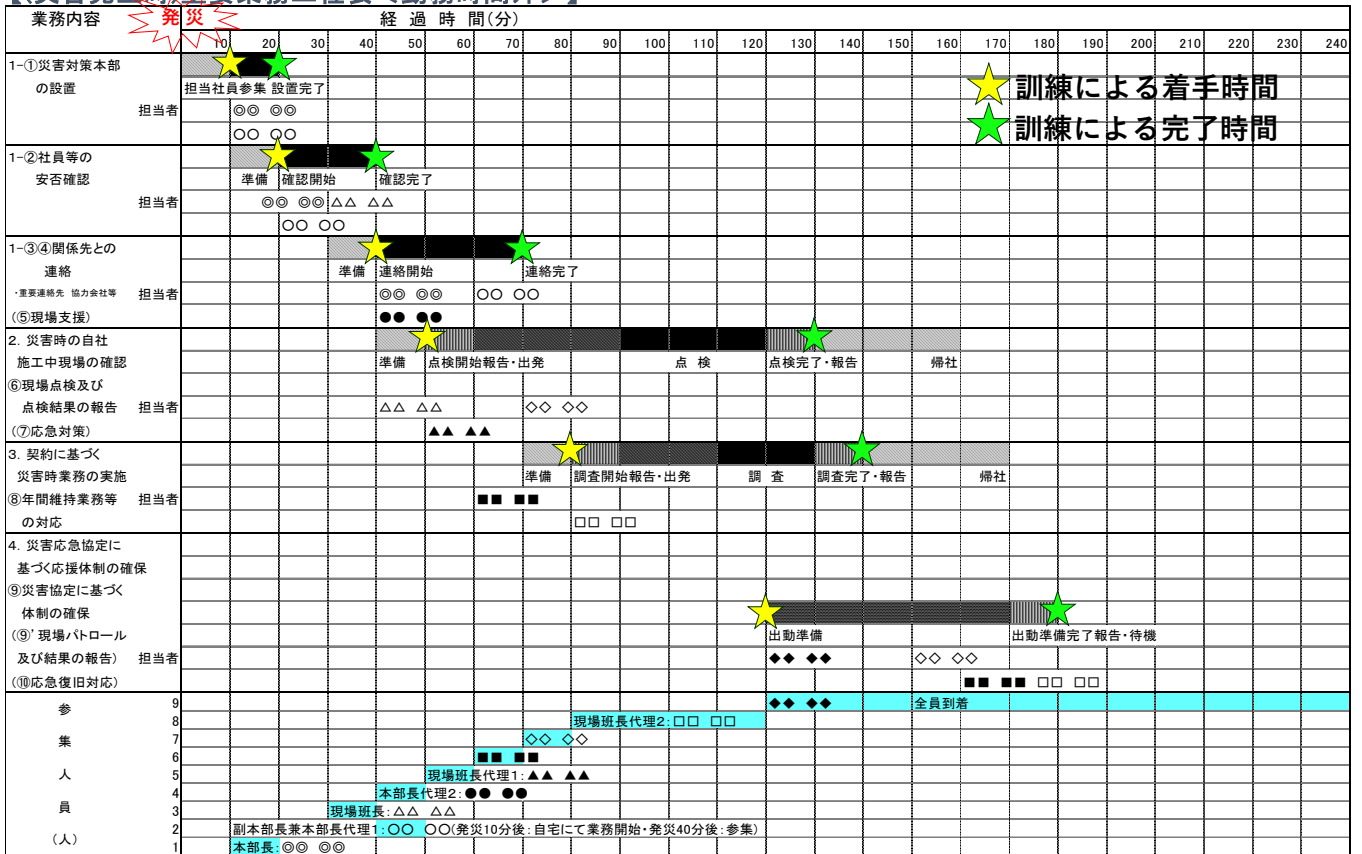 業務内容
発災
経 過 時 間(分)
10 20 30 40 50 60 70 80 90 100 110 120 130 140 150 160 170 180 190 200 210 220 230 240
1-①災害対策本部
の設置
担当社員参集 設置完了
訓練による着手時間
担当者 ◎◎ ◎◎
訓練による完了時間
○○ ○○
1-②社員等の
安否確認 準備 確認開始 確認完了
担当者 ◎◎ ◎◎ △△ △△
○○ ○○
1-③④関係先との
連絡 準備 連絡開始 連絡完了
・重要連絡先 協力会社等 担当者 ◎◎ ◎◎ ○○ ○○
(⑤現場支援) ●● ●●
2. 災害時の自社
施工中現場の確認 準備 点検開始報告・出発 点 検 点検完了・報告 帰社
⑥現場点検及び
点検結果の報告 担当者 △△ △△ ◇◇ ◇◇
(⑦応急対策) ▲▲ ▲▲
3. 契約に基づく
災害時業務の実施 準備 調査開始報告・出発 調 査 調査完了・報告 帰社
⑧年間維持業務等 担当者 ■■ ■■
の対応 □□ □□
4. 災害応急協定に
基づく応援体制の確保
⑨災害協定に基づく
体制の確保
(⑨’現場パトロール 出動準備 出動準備完了報告・待機
及び結果の報告) 担当者 ◆◆ ◆◆ ◇◇ ◇◇
(⑩応急復旧対応) ■■ ■■ □□ □□
参集人員(人)
9 ◆◆ ◆◆ 全員到着
8 現場班長代理2:□□ □□
7 ◇◇ ◇◇
6 ■■ ■■
5 現場班長代理1:▲▲ ▲▲
4 本部長代理2:●● ●●
3 現場班長:△△ △△
2 副本部長兼本部長代理1:○○ ○○(発災10分後:自宅にて業務開始・発災40分後:参集)
1 本部長:◎◎ ◎◎